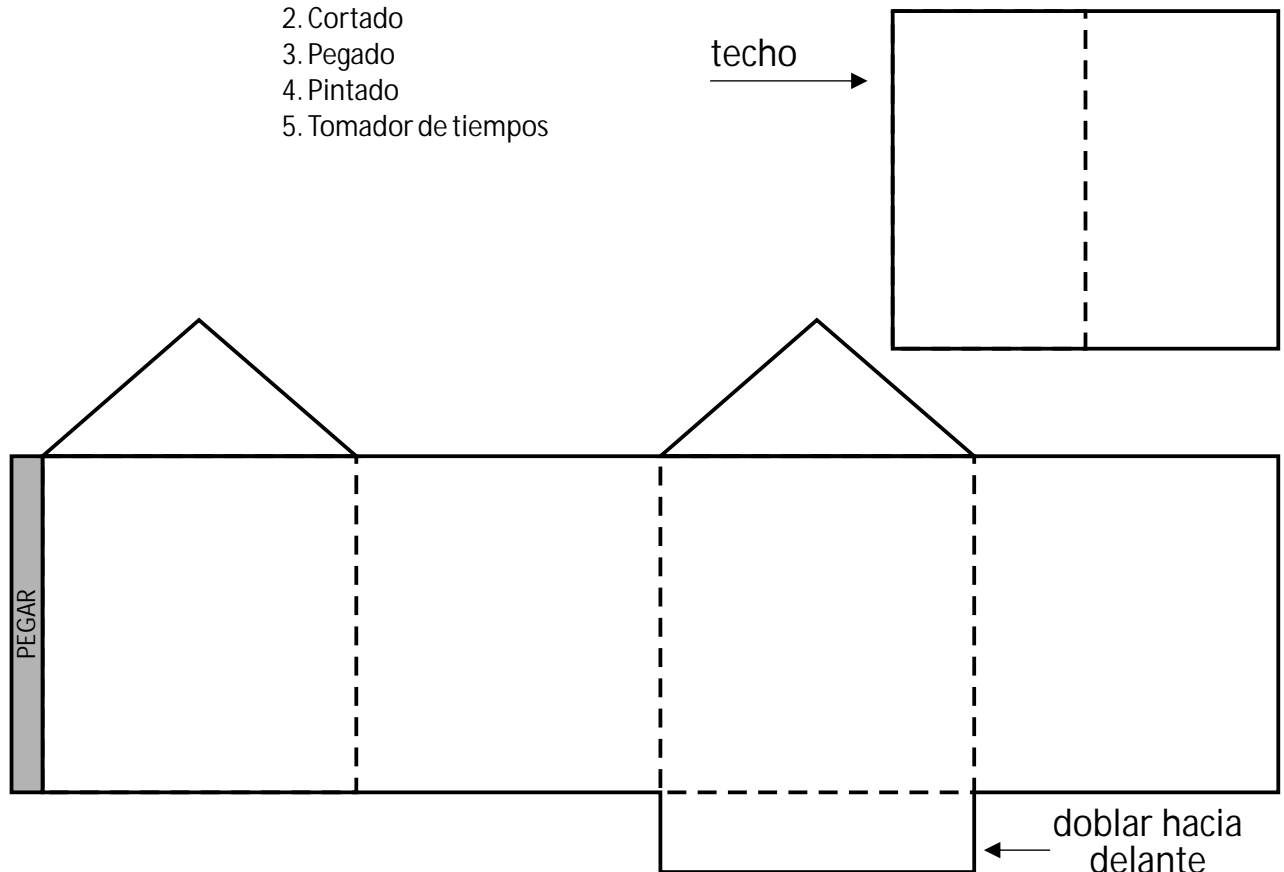 2. Cortado
3. Pegado
4. Pintado
5. Tomador de tiempos
techo
PEGAR
doblar hacia
delante